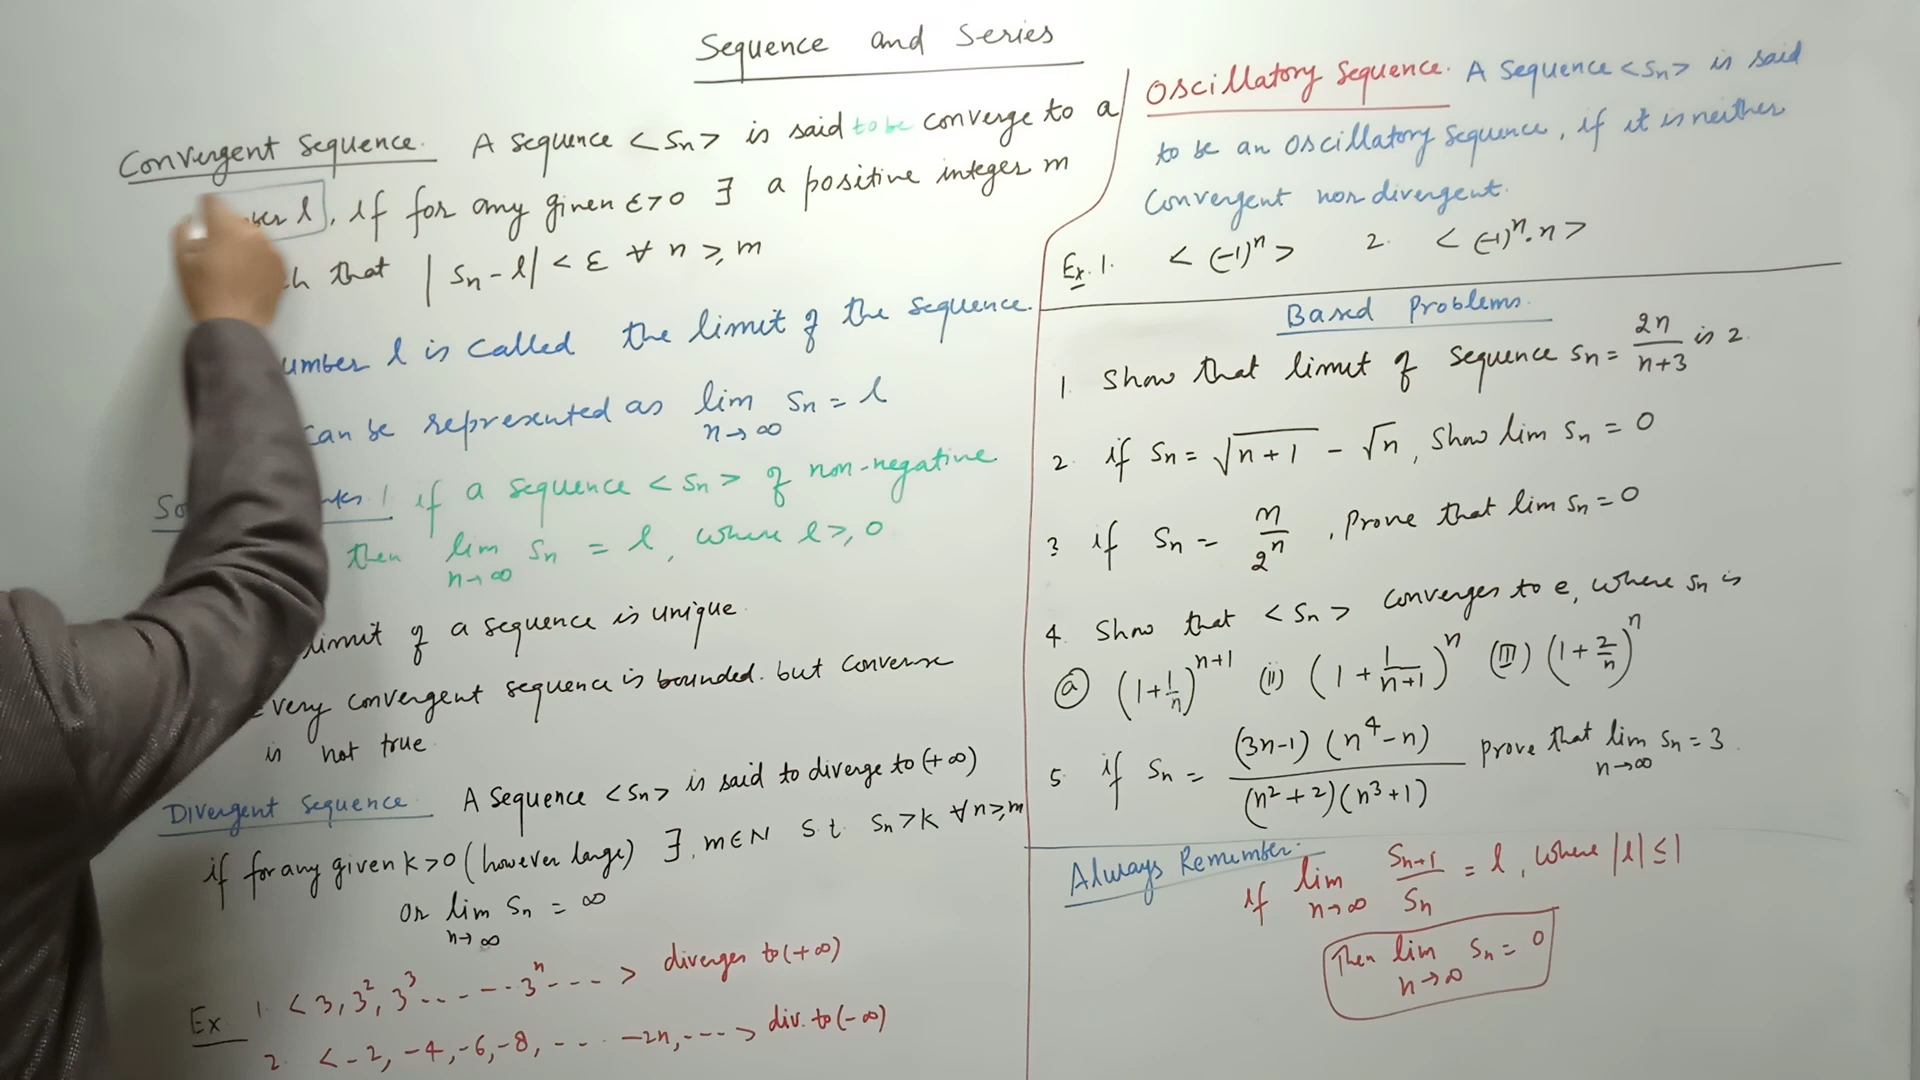 Sequence and Series
Convergent Sequence. A sequence <Sn> is said to be converge to a
l, if for any given ε>0 ∃ a positive integer m
that |Sn - l| < ε ∀ n ≥ m
l is called the limit of the sequence.
can be represented as lim n→∞ Sn = l
1 if a sequence <Sn> of non-negative
then lim n→∞ Sn = l, where l ≥ 0
limit of a sequence is unique
Every convergent sequence is bounded. but converse
is not true.
Divergent Sequence. A sequence <Sn> is said to diverge to (+∞)
if for any given k>0 (however large) ∃ m∈N s.t. Sn>k ∀ n≥m
or lim n→∞ Sn = ∞
Ex. 1. <3, 3², 3³ ... - -- 3ⁿ - - - > diverges to (+∞)
2. <-2, -4, -6, -8, - - . . -2n, - - - > div. to (-∞)
Oscillatory Sequence. A sequence <Sn> is said
to be an oscillatory sequence, if it is neither
Convergent nor divergent.
Ex. 1. <(-1)ⁿ> 2. <(-1)ⁿ.n>
Based Problems.
1. Show that limit of sequence Sn = 2n/(n+3) is 2.
2. if Sn = √(n+1) - √n, Show lim Sn = 0
3 if Sn = n/2ⁿ, prove that lim Sn = 0
4. Show that <Sn> converges to e, where Sn is
(a) (1+1/n)ⁿ⁺¹ (ii) (1+1/(n+1))ⁿ (III) (1+2/n)ⁿ
5. if Sn = (3n-1)(n⁴-n)/((n²+2)(n³+1)) prove that lim n→∞ Sn = 3.
Always Remember.
if lim n→∞ Sn+1/Sn = l, where |l| ≤ 1
Then lim n→∞ Sn = 0